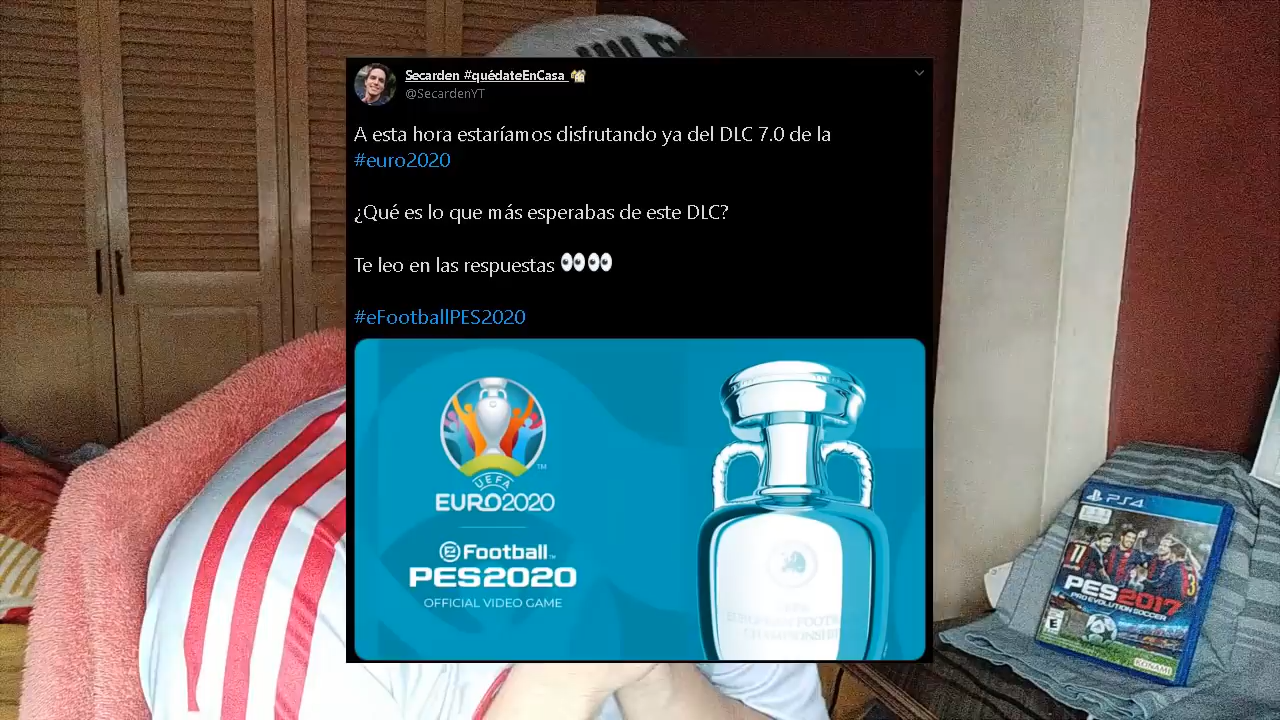 Secarden #quédateEnCasa
@SecardenYT
A esta hora estaríamos disfrutando ya del DLC 7.0 de la
#euro2020
¿Qué es lo que más esperabas de este DLC?
Te leo en las respuestas
#eFootballPES2020
UEFA
EURO2020
eFootball
PES2020
OFFICIAL VIDEO GAME
PS4
11
3
PES2017
PRO EVOLUTION SOCCER
E
KONAMI